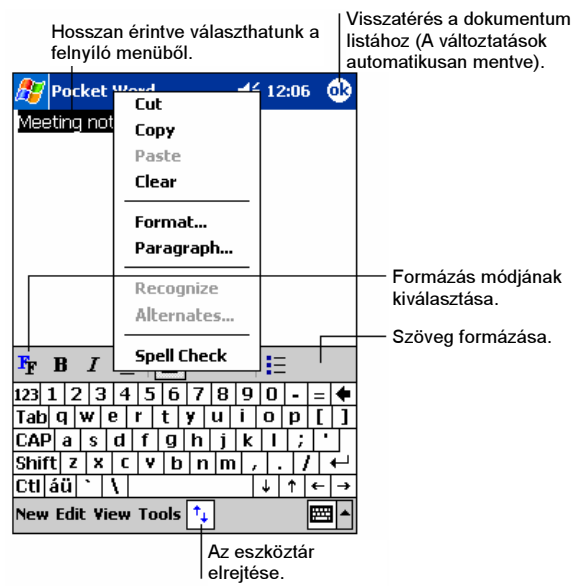 Hosszan érintve választhatunk a
felnyíló menüből.
Visszatérés a dokumentum
listához (A változtatások
automatikusan mentve).
Pocket Word 12:06 ok
Meeting not
Cut
Copy
Paste
Clear
Format...
Paragraph...
Recognize
Alternates...
Spell Check
Formázás módjának
kiválasztása.
Szöveg formázása.
B I
123 1 2 3 4 5 6 7 8 9 0 - =
Tab q w e r t y u i o p [ ]
CAP a s d f g h j k l ; '
Shift z x c v b n m , . /
Ctl áü ` \ ↓ ↑ ← →
New Edit View Tools
Az eszköztár
elrejtése.